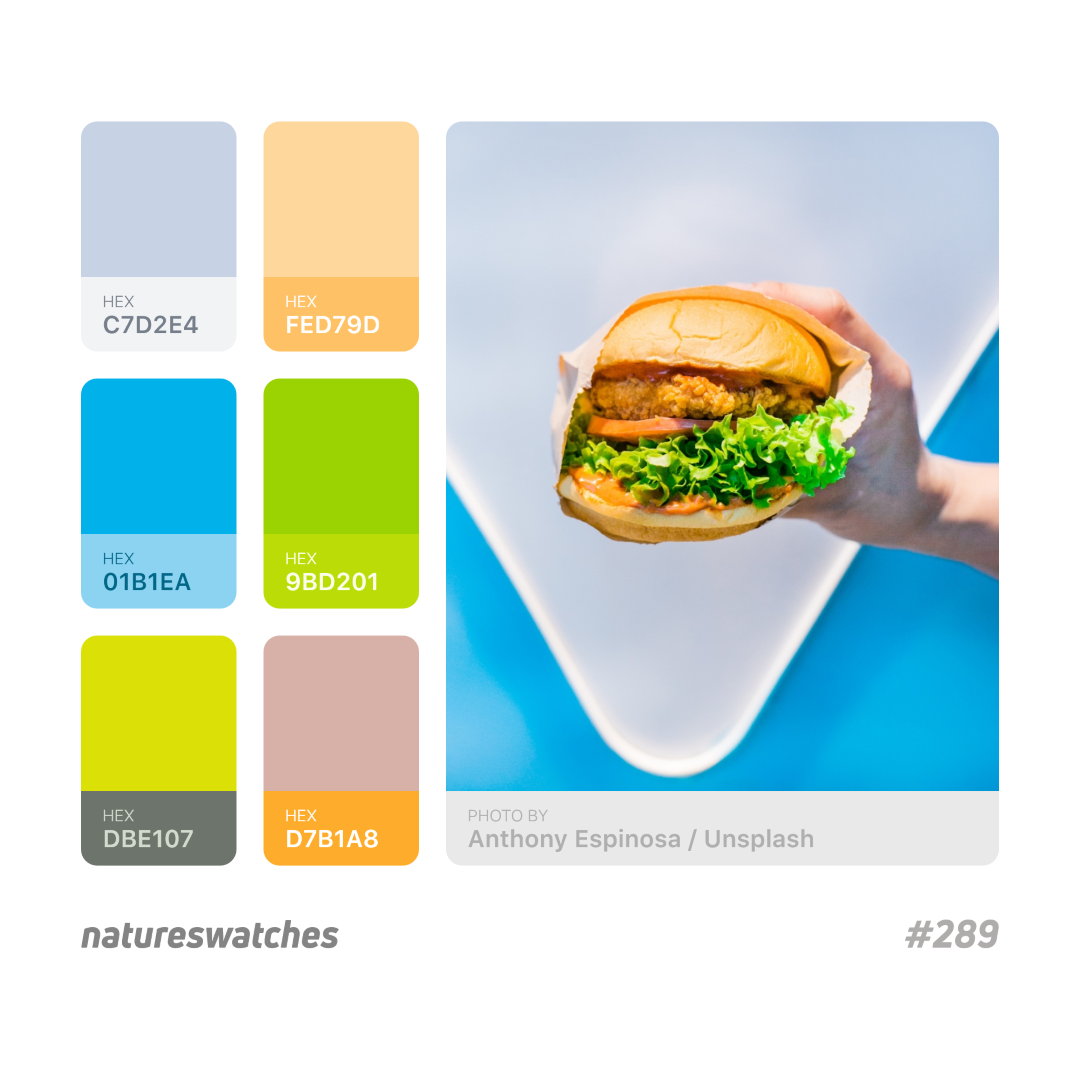 HEX
C7D2E4
HEX
FED79D
HEX
01B1EA
HEX
9BD201
HEX
DBE107
HEX
D7B1A8
PHOTO BY
Anthony Espinosa / Unsplash
natureswatches
#289